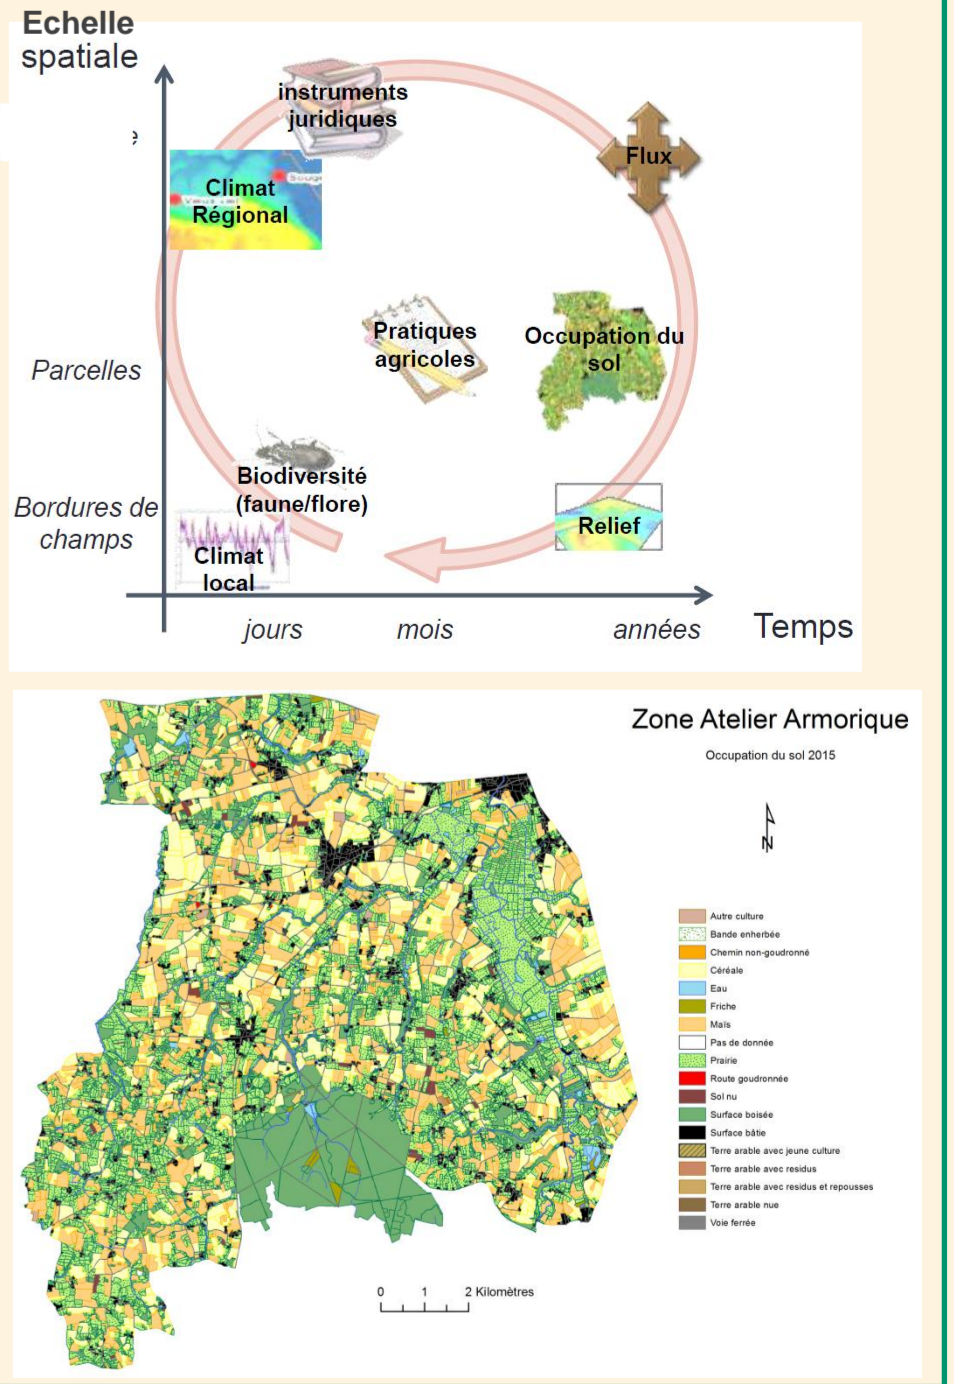 Echelle
spatiale
instruments
juridiques
Flux
Climat
Régional
Pratiques
agricoles
Occupation du
sol
Parcelles
Biodiversité
(faune/flore)
Bordures de
champs
Relief
Climat
local
jours
mois
années
Temps
Zone Atelier Armorique
Occupation du sol 2015
N
Autre culture
Bande enherbée
Chemin non-goudronné
Céréale
Eau
Friche
Maïs
Pas de donnée
Prairie
Route goudronnée
Sol nu
Surface boisée
Surface bâtie
Terre arable avec jeune culture
Terre arable avec residus
Terre arable avec residus et repousses
Terre arable nue
Voie ferrée
0 1 2 Kilomètres